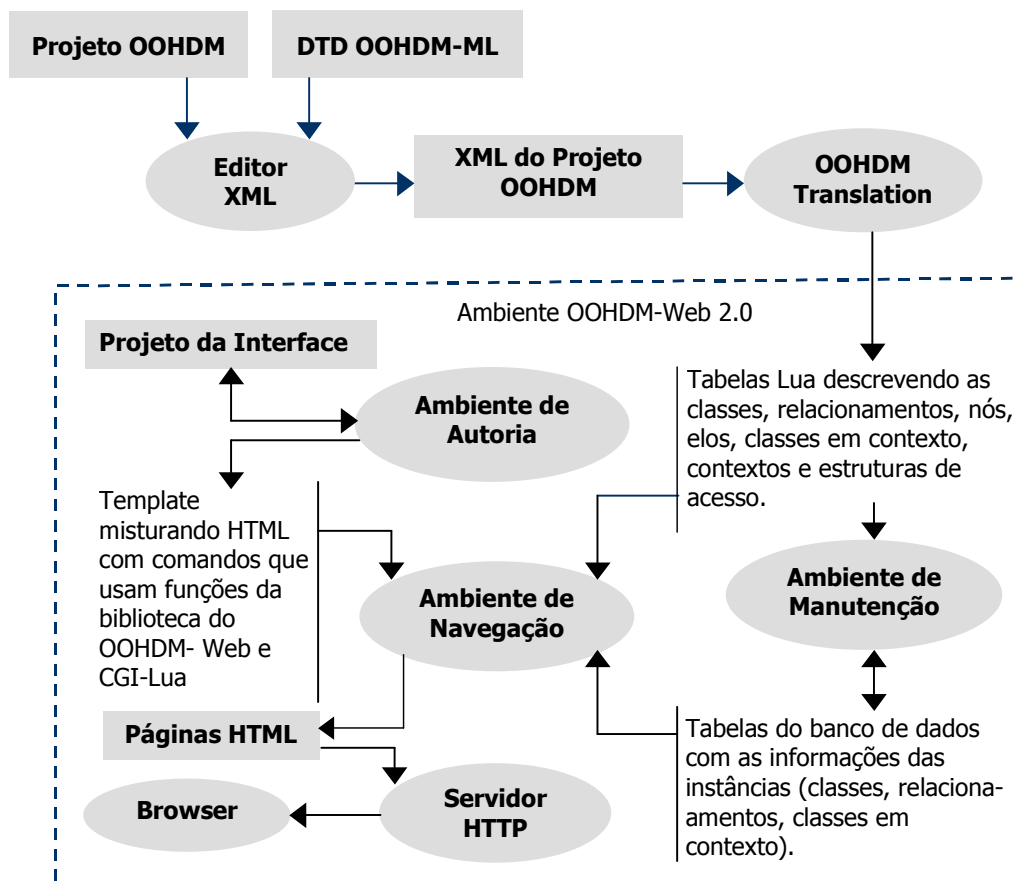 Projeto OOHDM
DTD OOHDM-ML
Editor
XML
XML do Projeto
OOHDM
OOHDM
Translation
Ambiente OOHDM-Web 2.0
Projeto da Interface
Ambiente de
Autoria
Tabelas Lua descrevendo as
classes, relacionamentos, nós,
elos, classes em contexto,
contextos e estruturas de
acesso.
Template
misturando HTML
com comandos que
usam funções da
biblioteca do
OOHDM- Web e
CGI-Lua
Ambiente de
Navegação
Ambiente de
Manutenção
Páginas HTML
Tabelas do banco de dados
com as informações das
instâncias (classes, relaciona-
amentos, classes em
contexto).
Browser
Servidor
HTTP